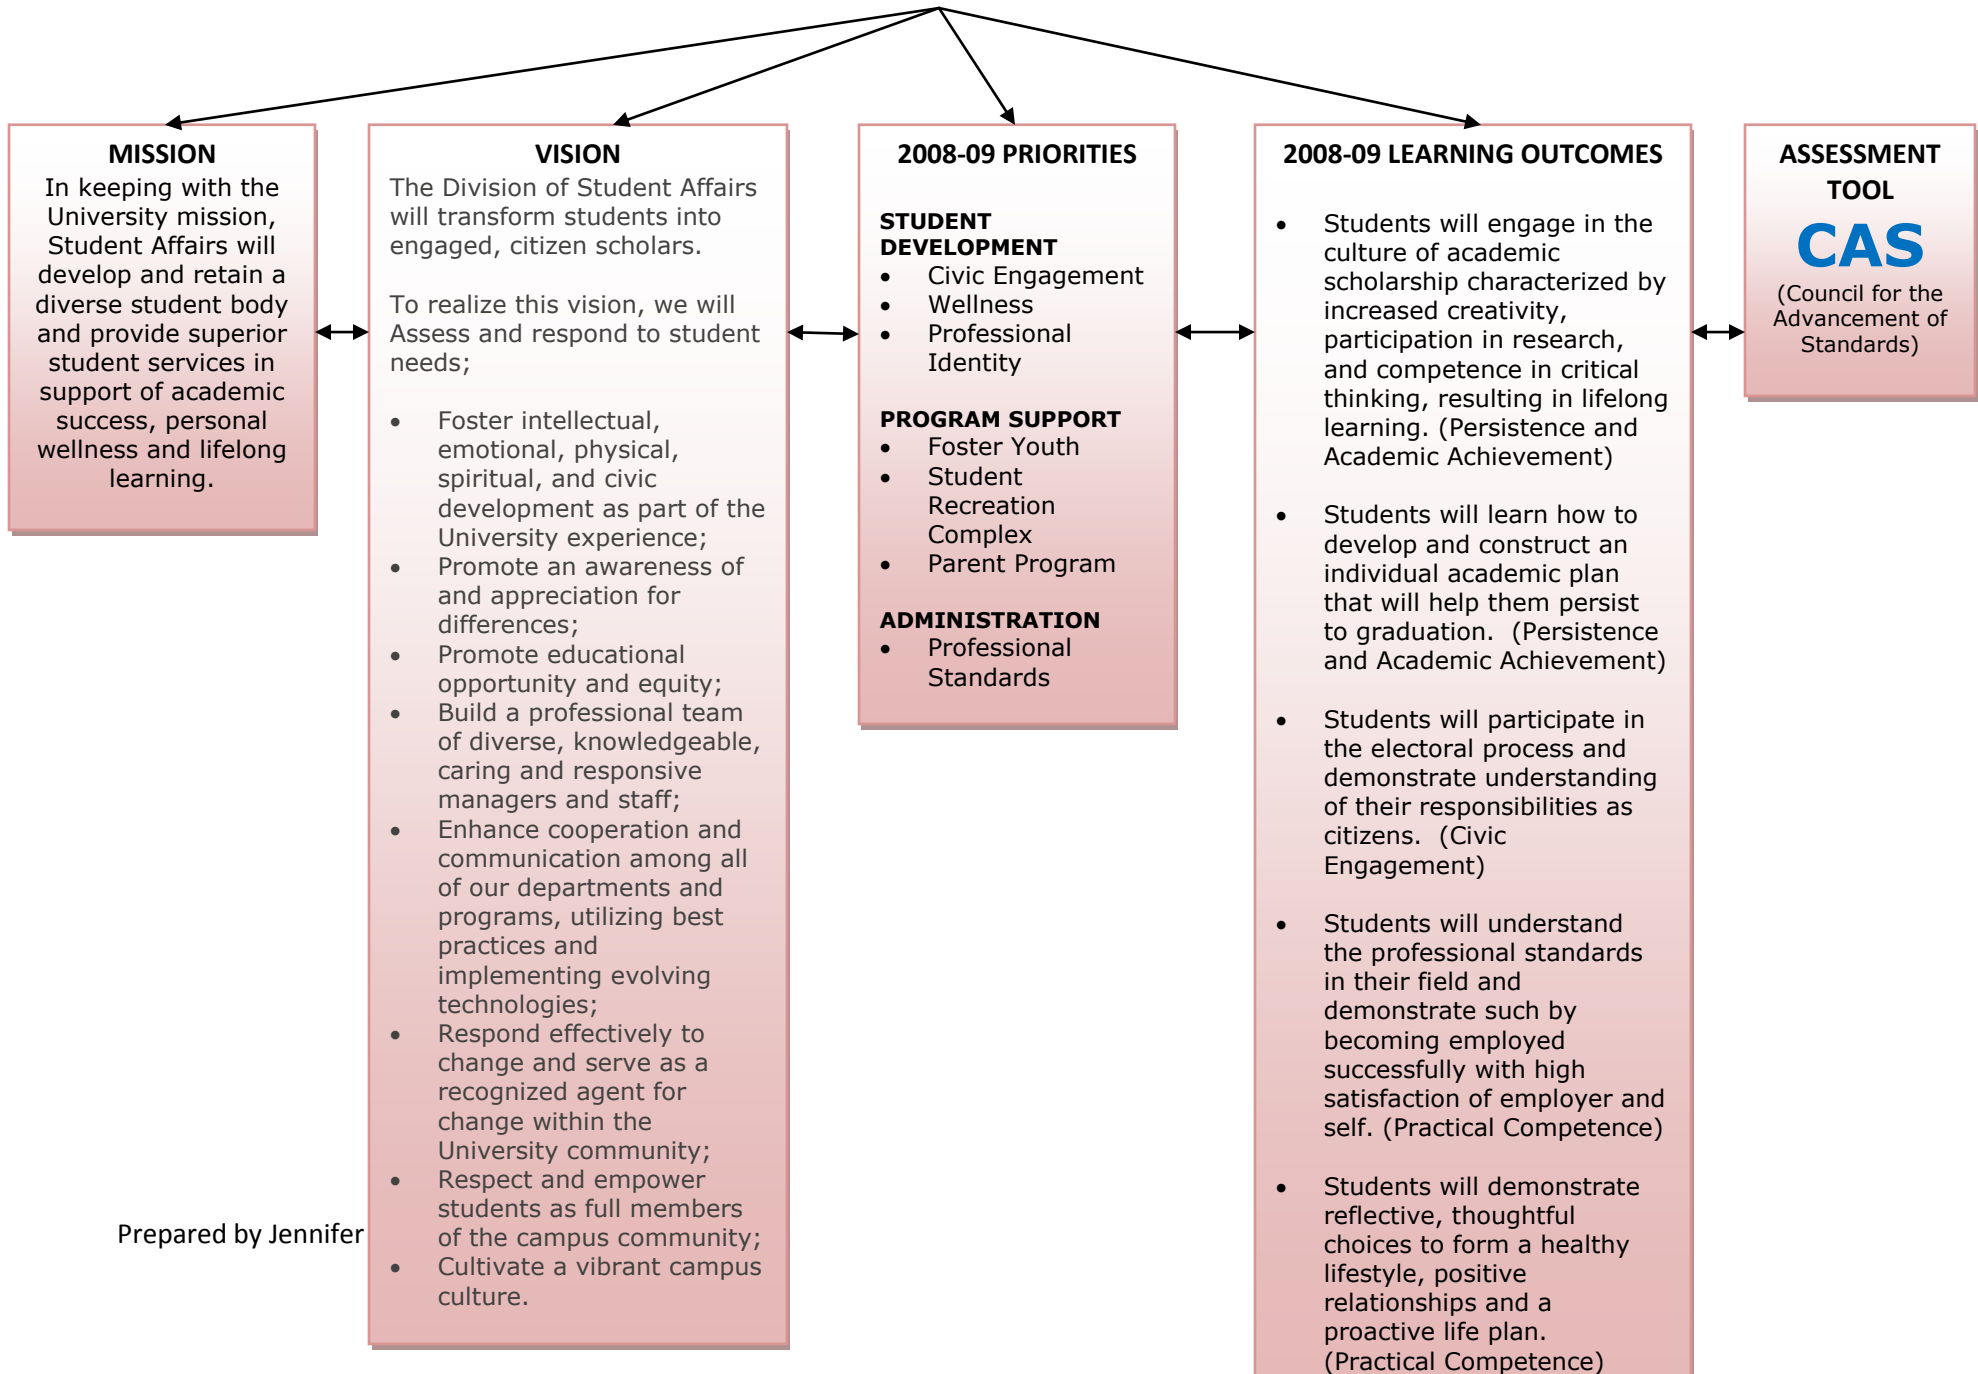 MISSION
In keeping with the
University mission,
Student Affairs will
develop and retain a
diverse student body
and provide superior
student services in
support of academic
success, personal
wellness and lifelong
learning.
VISION
The Division of Student Affairs
will transform students into
engaged, citizen scholars.
To realize this vision, we will
Assess and respond to student
needs;
• Foster intellectual,
emotional, physical,
spiritual, and civic
development as part of the
University experience;
• Promote an awareness of
and appreciation for
differences;
• Promote educational
opportunity and equity;
• Build a professional team
of diverse, knowledgeable,
caring and responsive
managers and staff;
• Enhance cooperation and
communication among all
of our departments and
programs, utilizing best
practices and
implementing evolving
technologies;
• Respond effectively to
change and serve as a
recognized agent for
change within the
University community;
• Respect and empower
students as full members
of the campus community;
• Cultivate a vibrant campus
culture.
2008-09 PRIORITIES
STUDENT
DEVELOPMENT
• Civic Engagement
• Wellness
• Professional
Identity
PROGRAM SUPPORT
• Foster Youth
• Student
Recreation
Complex
• Parent Program
ADMINISTRATION
• Professional
Standards
2008-09 LEARNING OUTCOMES
• Students will engage in the
culture of academic
scholarship characterized by
increased creativity,
participation in research,
and competence in critical
thinking, resulting in lifelong
learning. (Persistence and
Academic Achievement)
• Students will learn how to
develop and construct an
individual academic plan
that will help them persist
to graduation.  (Persistence
and Academic Achievement)
• Students will participate in
the electoral process and
demonstrate understanding
of their responsibilities as
citizens.  (Civic
Engagement)
• Students will understand
the professional standards
in their field and
demonstrate such by
becoming employed
successfully with high
satisfaction of employer and
self. (Practical Competence)
• Students will demonstrate
reflective, thoughtful
choices to form a healthy
lifestyle, positive
relationships and a
proactive life plan.
(Practical Competence)
ASSESSMENT
TOOL
CAS
(Council for the
Advancement of
Standards)
Prepared by Jennifer